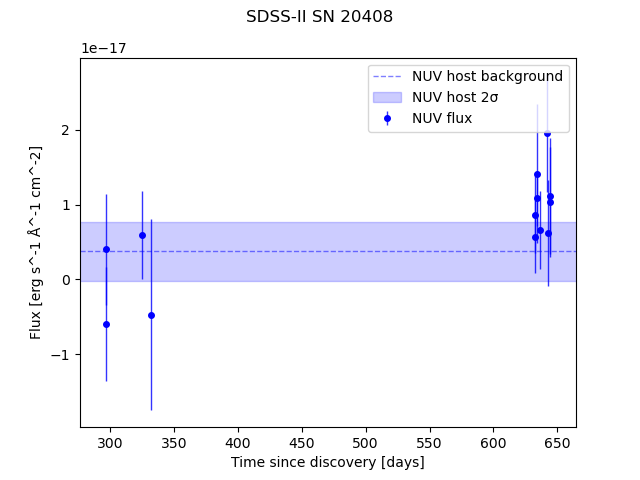 SDSS-II SN 20408
1e−17
NUV host background
NUV host 2σ
NUV flux
2
1
0
−1
Flux [erg s^-1 Å^-1 cm^-2]
300 350 400 450 500 550 600 650
Time since discovery [days]